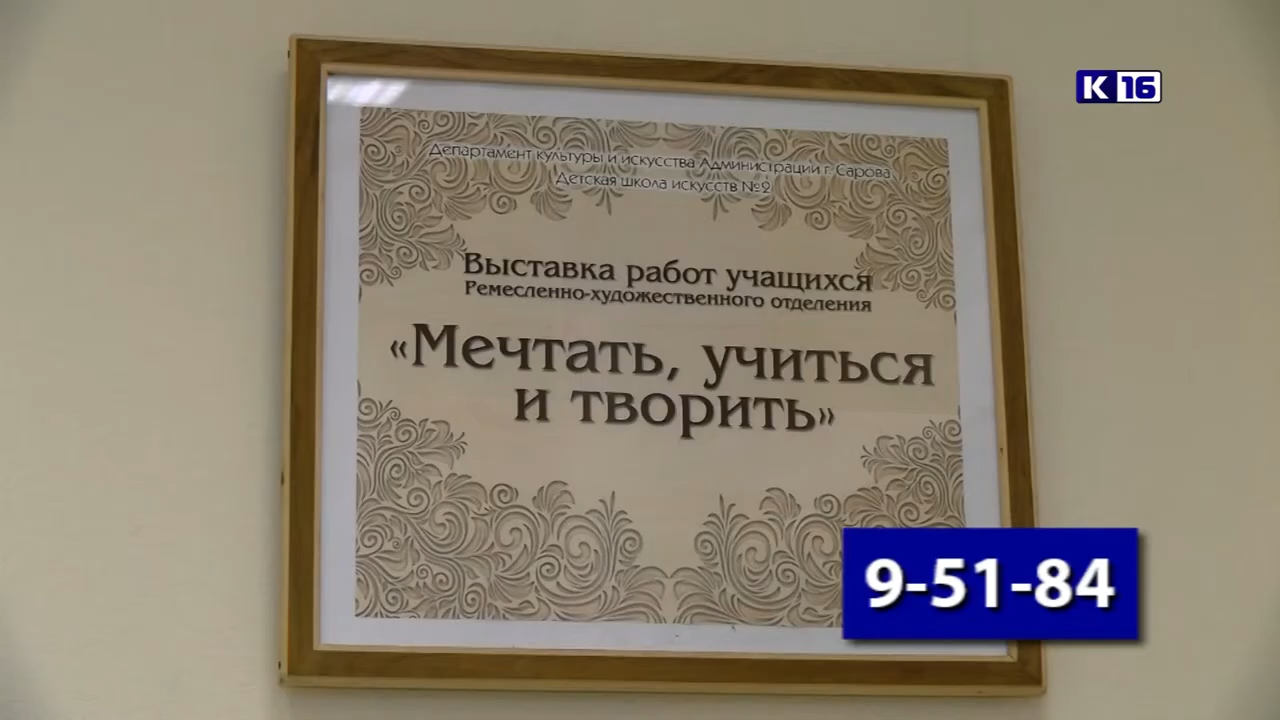 К 16
Департамент культуры и искусства Администрации г. Сарова
Детская школа искусств №2
Выставка работ учащихся
Ремесленно-художественного отделения
«Мечтать, учиться
и творить»
9-51-84